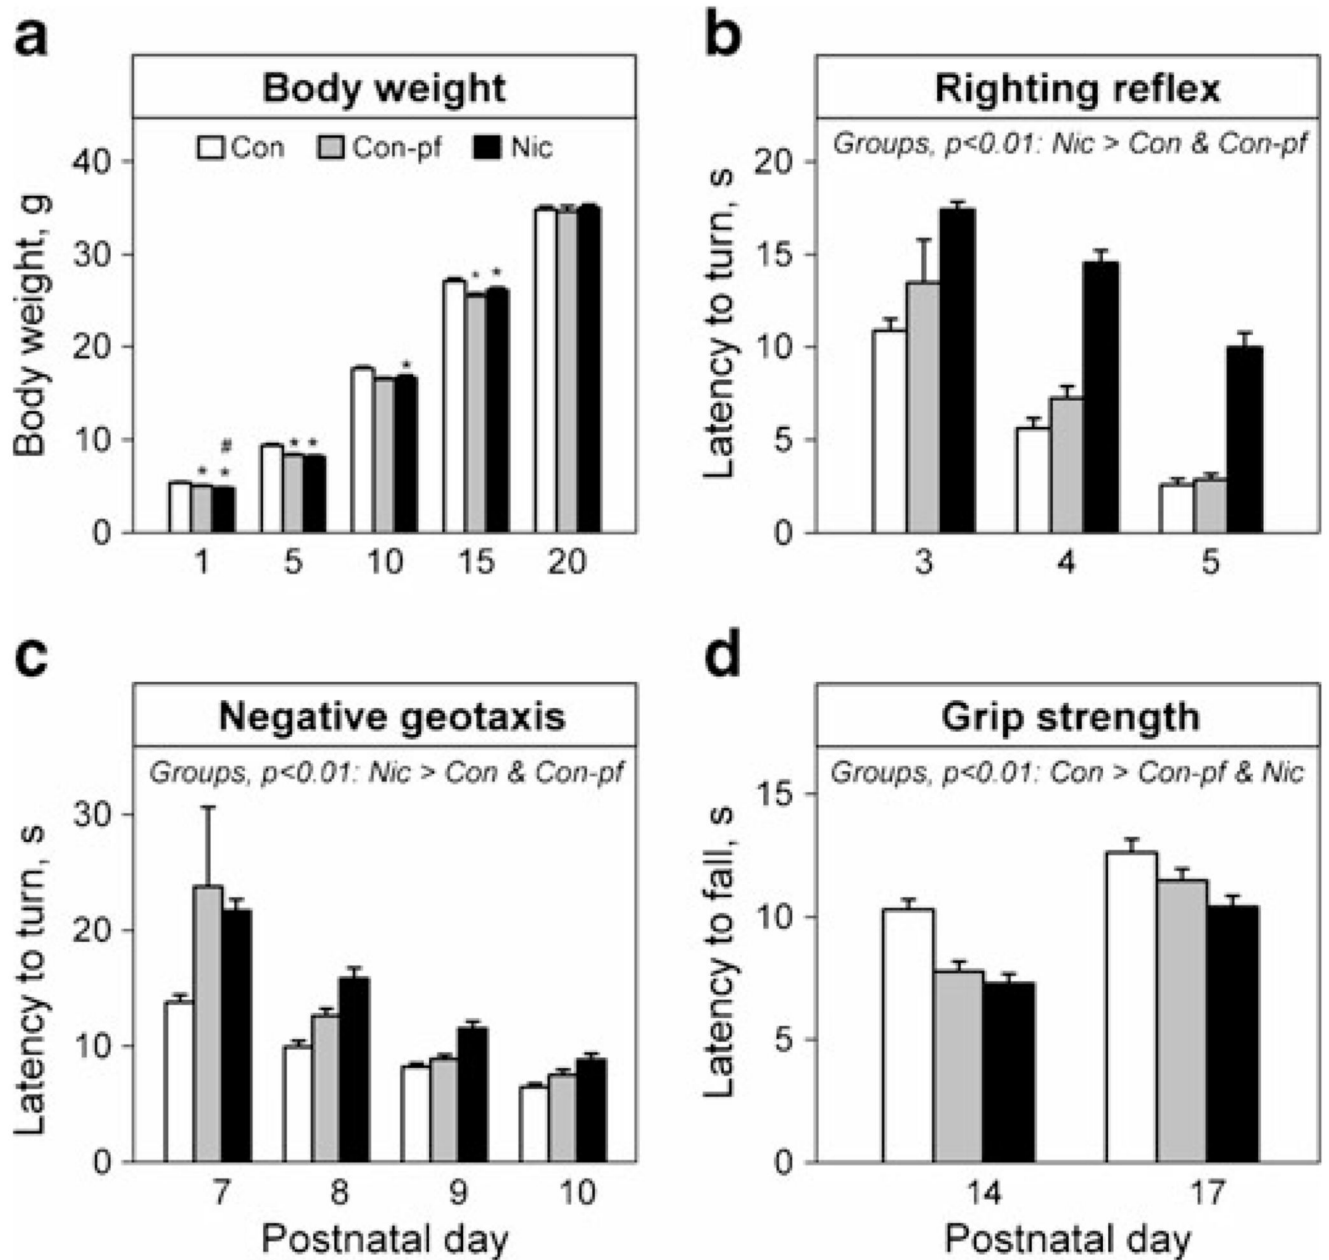 a
Body weight
Con Con-pf Nic
Body weight, g
40
30
20
10
0
* # *
* *
*
* *
1 5 10 15 20
b
Righting reflex
Groups, p<0.01: Nic > Con & Con-pf
Latency to turn, s
20
15
10
5
0
3 4 5
c
Negative geotaxis
Groups, p<0.01: Nic > Con & Con-pf
Latency to turn, s
30
20
10
0
7 8 9 10
Postnatal day
d
Grip strength
Groups, p<0.01: Con > Con-pf & Nic
Latency to fall, s
15
10
5
0
14 17
Postnatal day